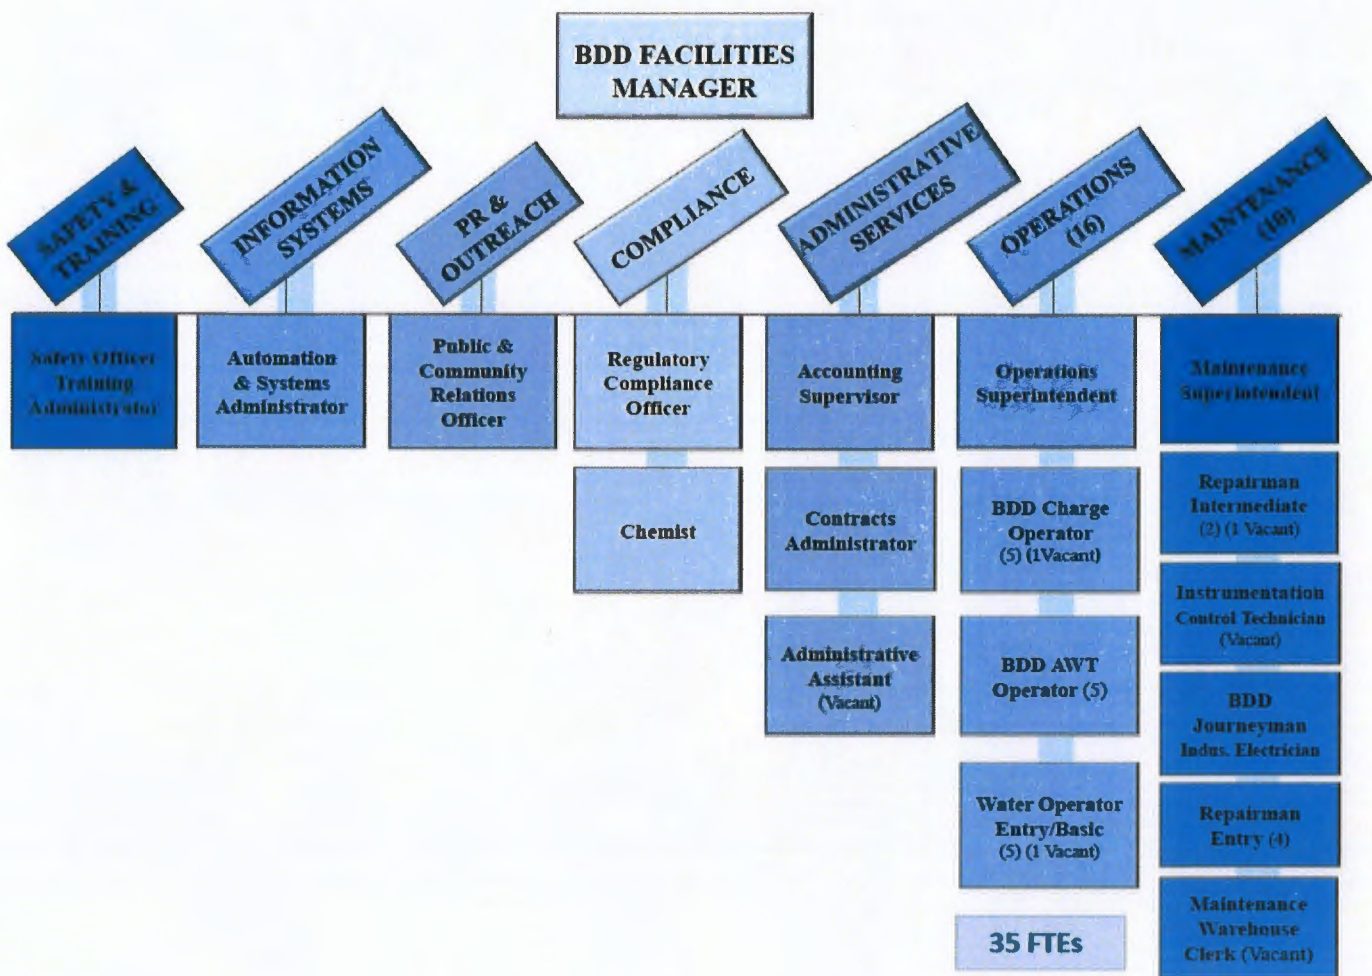 BDD FACILITIES
MANAGER
SAFETY &
TRAINING
INFORMATION
SYSTEMS
PR &
OUTREACH
COMPLIANCE
ADMINISTRATIVE
SERVICES
OPERATIONS
(16)
MAINTENANCE
(10)
Safety Officer
Training
Administrator
Automation
& Systems
Administrator
Public &
Community
Relations
Officer
Regulatory
Compliance
Officer
Accounting
Supervisor
Operations
Superintendent
Maintenance
Superintendent
Chemist
Contracts
Administrator
Administrative
Assistant
(Vacant)
BDD Charge
Operator
(5) (1Vacant)
BDD AWT
Operator (5)
Water Operator
Entry/Basic
(5) (1 Vacant)
Repairman
Intermediate
(2) (1 Vacant)
Instrumentation
Control Technician
(Vacant)
BDD
Journeyman
Indus. Electrician
Repairman
Entry (4)
Maintenance
Warehouse
Clerk (Vacant)
35 FTEs